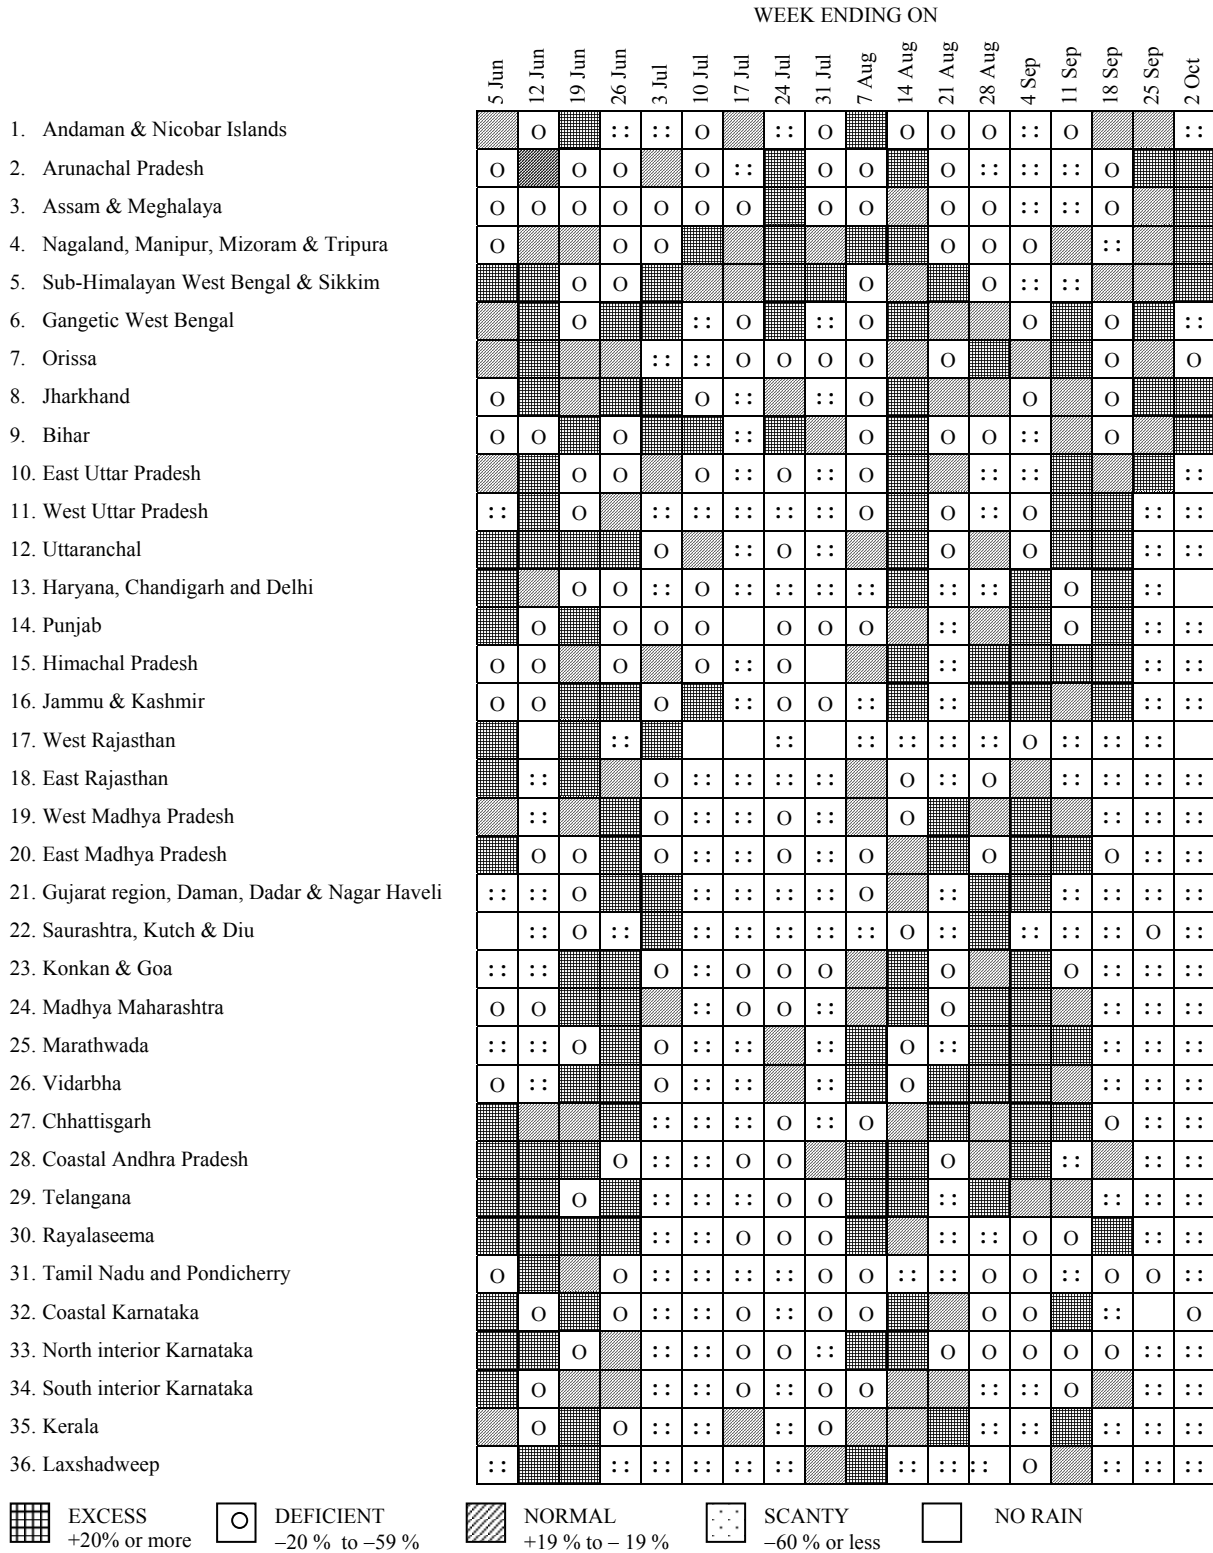 WEEK ENDING ON
5 Jun
12 Jun
19 Jun
26 Jun
3 Jul
10 Jul
17 Jul
24 Jul
31 Jul
7 Aug
14 Aug
21 Aug
28 Aug
4 Sep
11 Sep
18 Sep
25 Sep
2 Oct
1. Andaman & Nicobar Islands
2. Arunachal Pradesh
3. Assam & Meghalaya
4. Nagaland, Manipur, Mizoram & Tripura
5. Sub-Himalayan West Bengal & Sikkim
6. Gangetic West Bengal
7. Orissa
8. Jharkhand
9. Bihar
10. East Uttar Pradesh
11. West Uttar Pradesh
12. Uttaranchal
13. Haryana, Chandigarh and Delhi
14. Punjab
15. Himachal Pradesh
16. Jammu & Kashmir
17. West Rajasthan
18. East Rajasthan
19. West Madhya Pradesh
20. East Madhya Pradesh
21. Gujarat region, Daman, Dadar & Nagar Haveli
22. Saurashtra, Kutch & Diu
23. Konkan & Goa
24. Madhya Maharashtra
25. Marathwada
26. Vidarbha
27. Chhattisgarh
28. Coastal Andhra Pradesh
29. Telangana
30. Rayalaseema
31. Tamil Nadu and Pondicherry
32. Coastal Karnataka
33. North interior Karnataka
34. South interior Karnataka
35. Kerala
36. Laxshadweep
EXCESS
+20% or more
DEFICIENT
−20 % to −59 %
NORMAL
+19 % to − 19 %
SCANTY
−60 % or less
NO RAIN